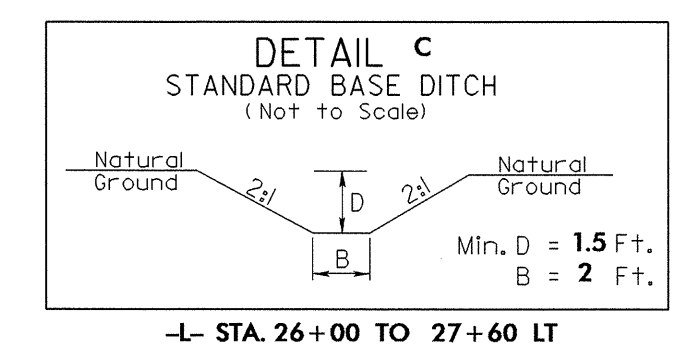 DETAIL C
STANDARD BASE DITCH
(Not to Scale)
Natural
Ground
2:1
D
2:1
Natural
Ground
B
Min. D = 1.5 Ft.
B = 2 Ft.
-L- STA. 26+00 TO 27+60 LT